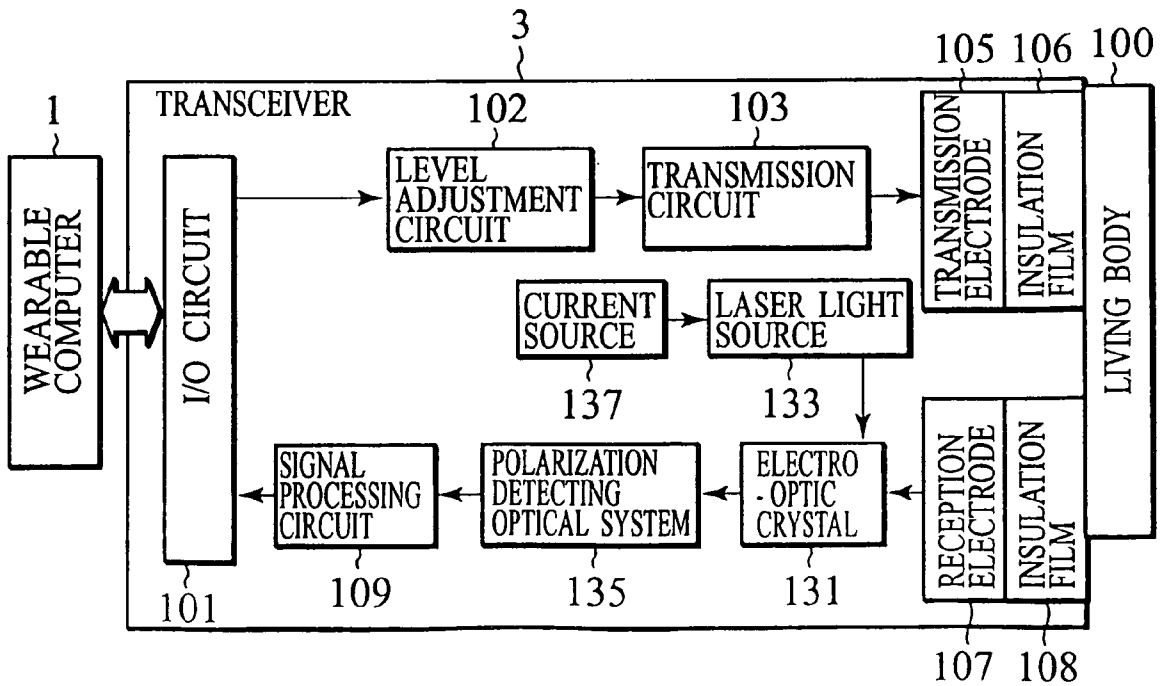 3
105
106
100
TRANSCEIVER
1
102
103
WEARABLE
COMPUTER
I/O CIRCUIT
LEVEL
ADJUSTMENT
CIRCUIT
TRANSMISSION
CIRCUIT
TRANSMISSION
ELECTRODE
INSULATION
FILM
LIVING BODY
CURRENT
SOURCE
LASER LIGHT
SOURCE
137
133
SIGNAL
PROCESSING
CIRCUIT
POLARIZATION
DETECTING
OPTICAL SYSTEM
ELECTRO
-OPTIC
CRYSTAL
RECEPTION
ELECTRODE
INSULATION
FILM
101
109
135
131
107
108